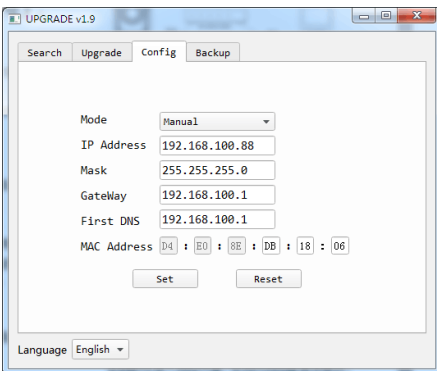 UPGRADE v1.9
Search Upgrade Config Backup
Mode Manual
IP Address 192.168.100.88
Mask 255.255.255.0
GateWay 192.168.100.1
First DNS 192.168.100.1
MAC Address D4 : E0 : 8E : DB : 18 : 06
Set Reset
Language English